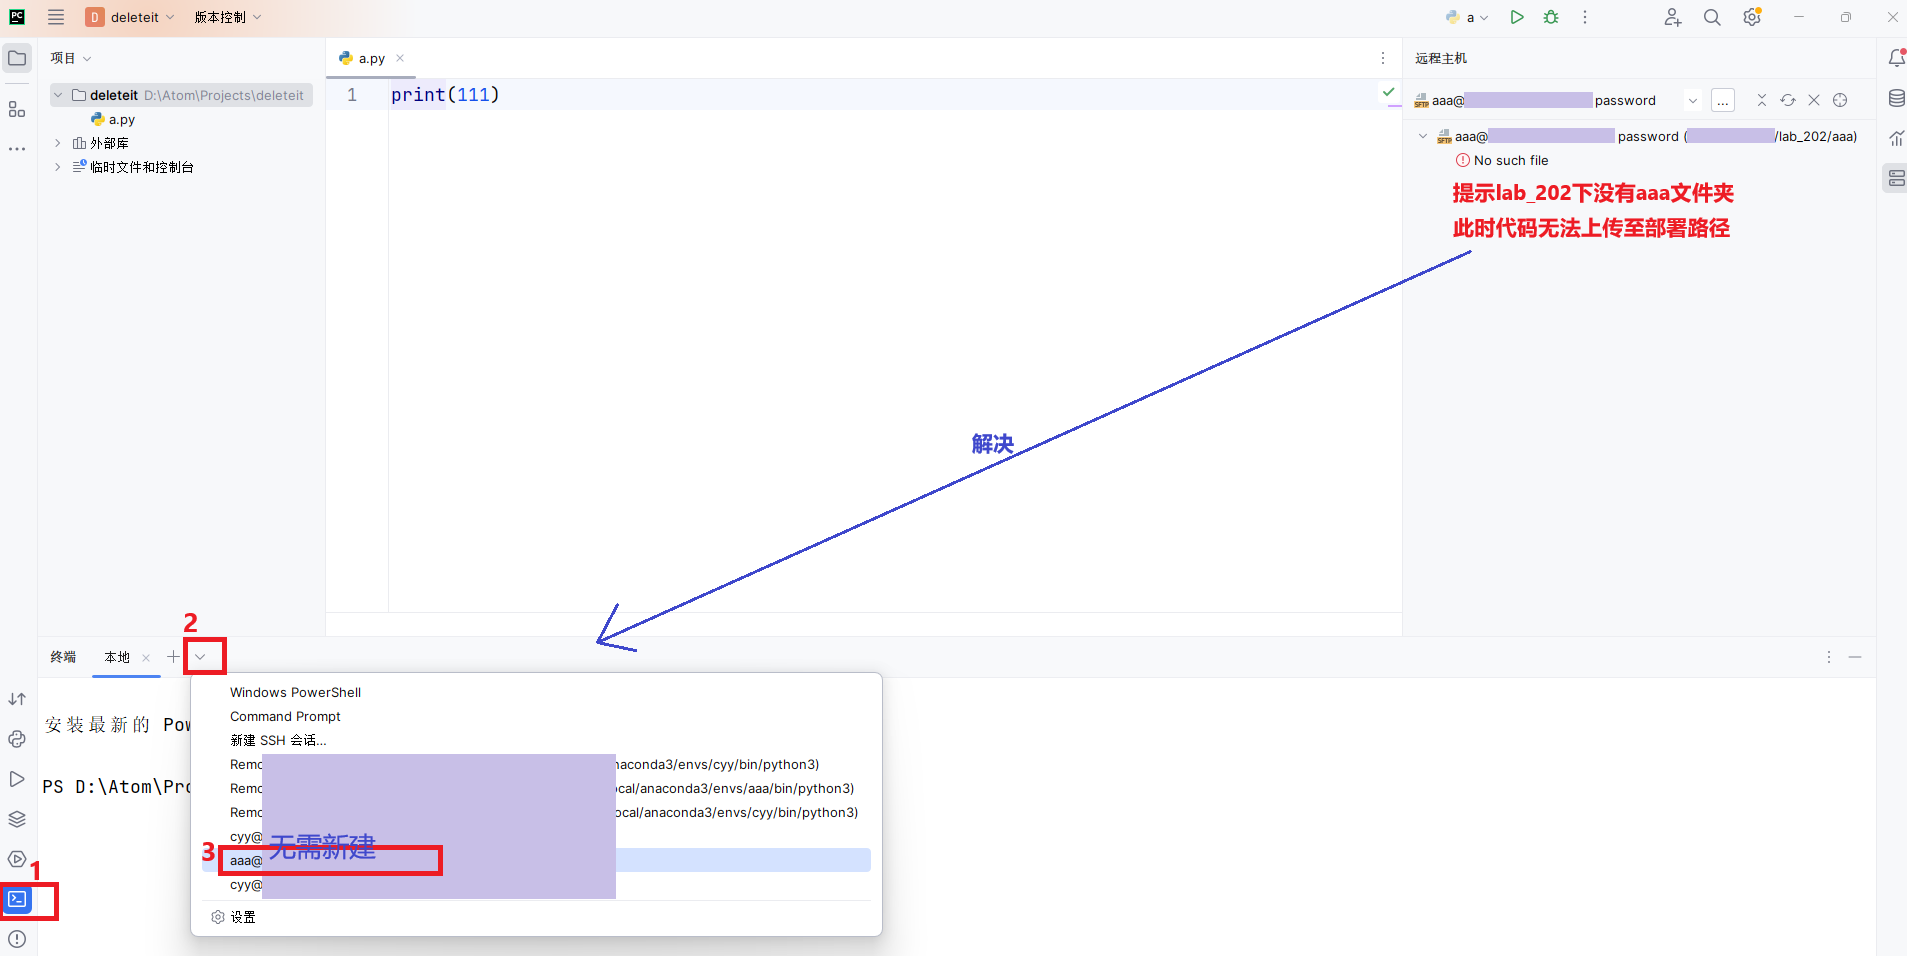 PC
D deleteit 版本控制 a
项目
a.py
远程主机
deleteit D:\Atom\Projects\deleteit
a.py
外部库
临时文件和控制台
1 print(111)
SFTP aaa@ password ...
SFTP aaa@ password ( /lab_202/aaa)
No such file
提示lab_202下没有aaa文件夹
此时代码无法上传至部署路径
解决
2
终端 本地
安装最新的 Pow
PS D:\Atom\Pro
Windows PowerShell
Command Prompt
新建 SSH 会话...
Remo naconda3/envs/cyy/bin/python3)
Remo ocal/anaconda3/envs/aaa/bin/python3)
Remo ocal/anaconda3/envs/cyy/bin/python3)
cyy@
无需新建
3 aaa@
cyy@
设置
1